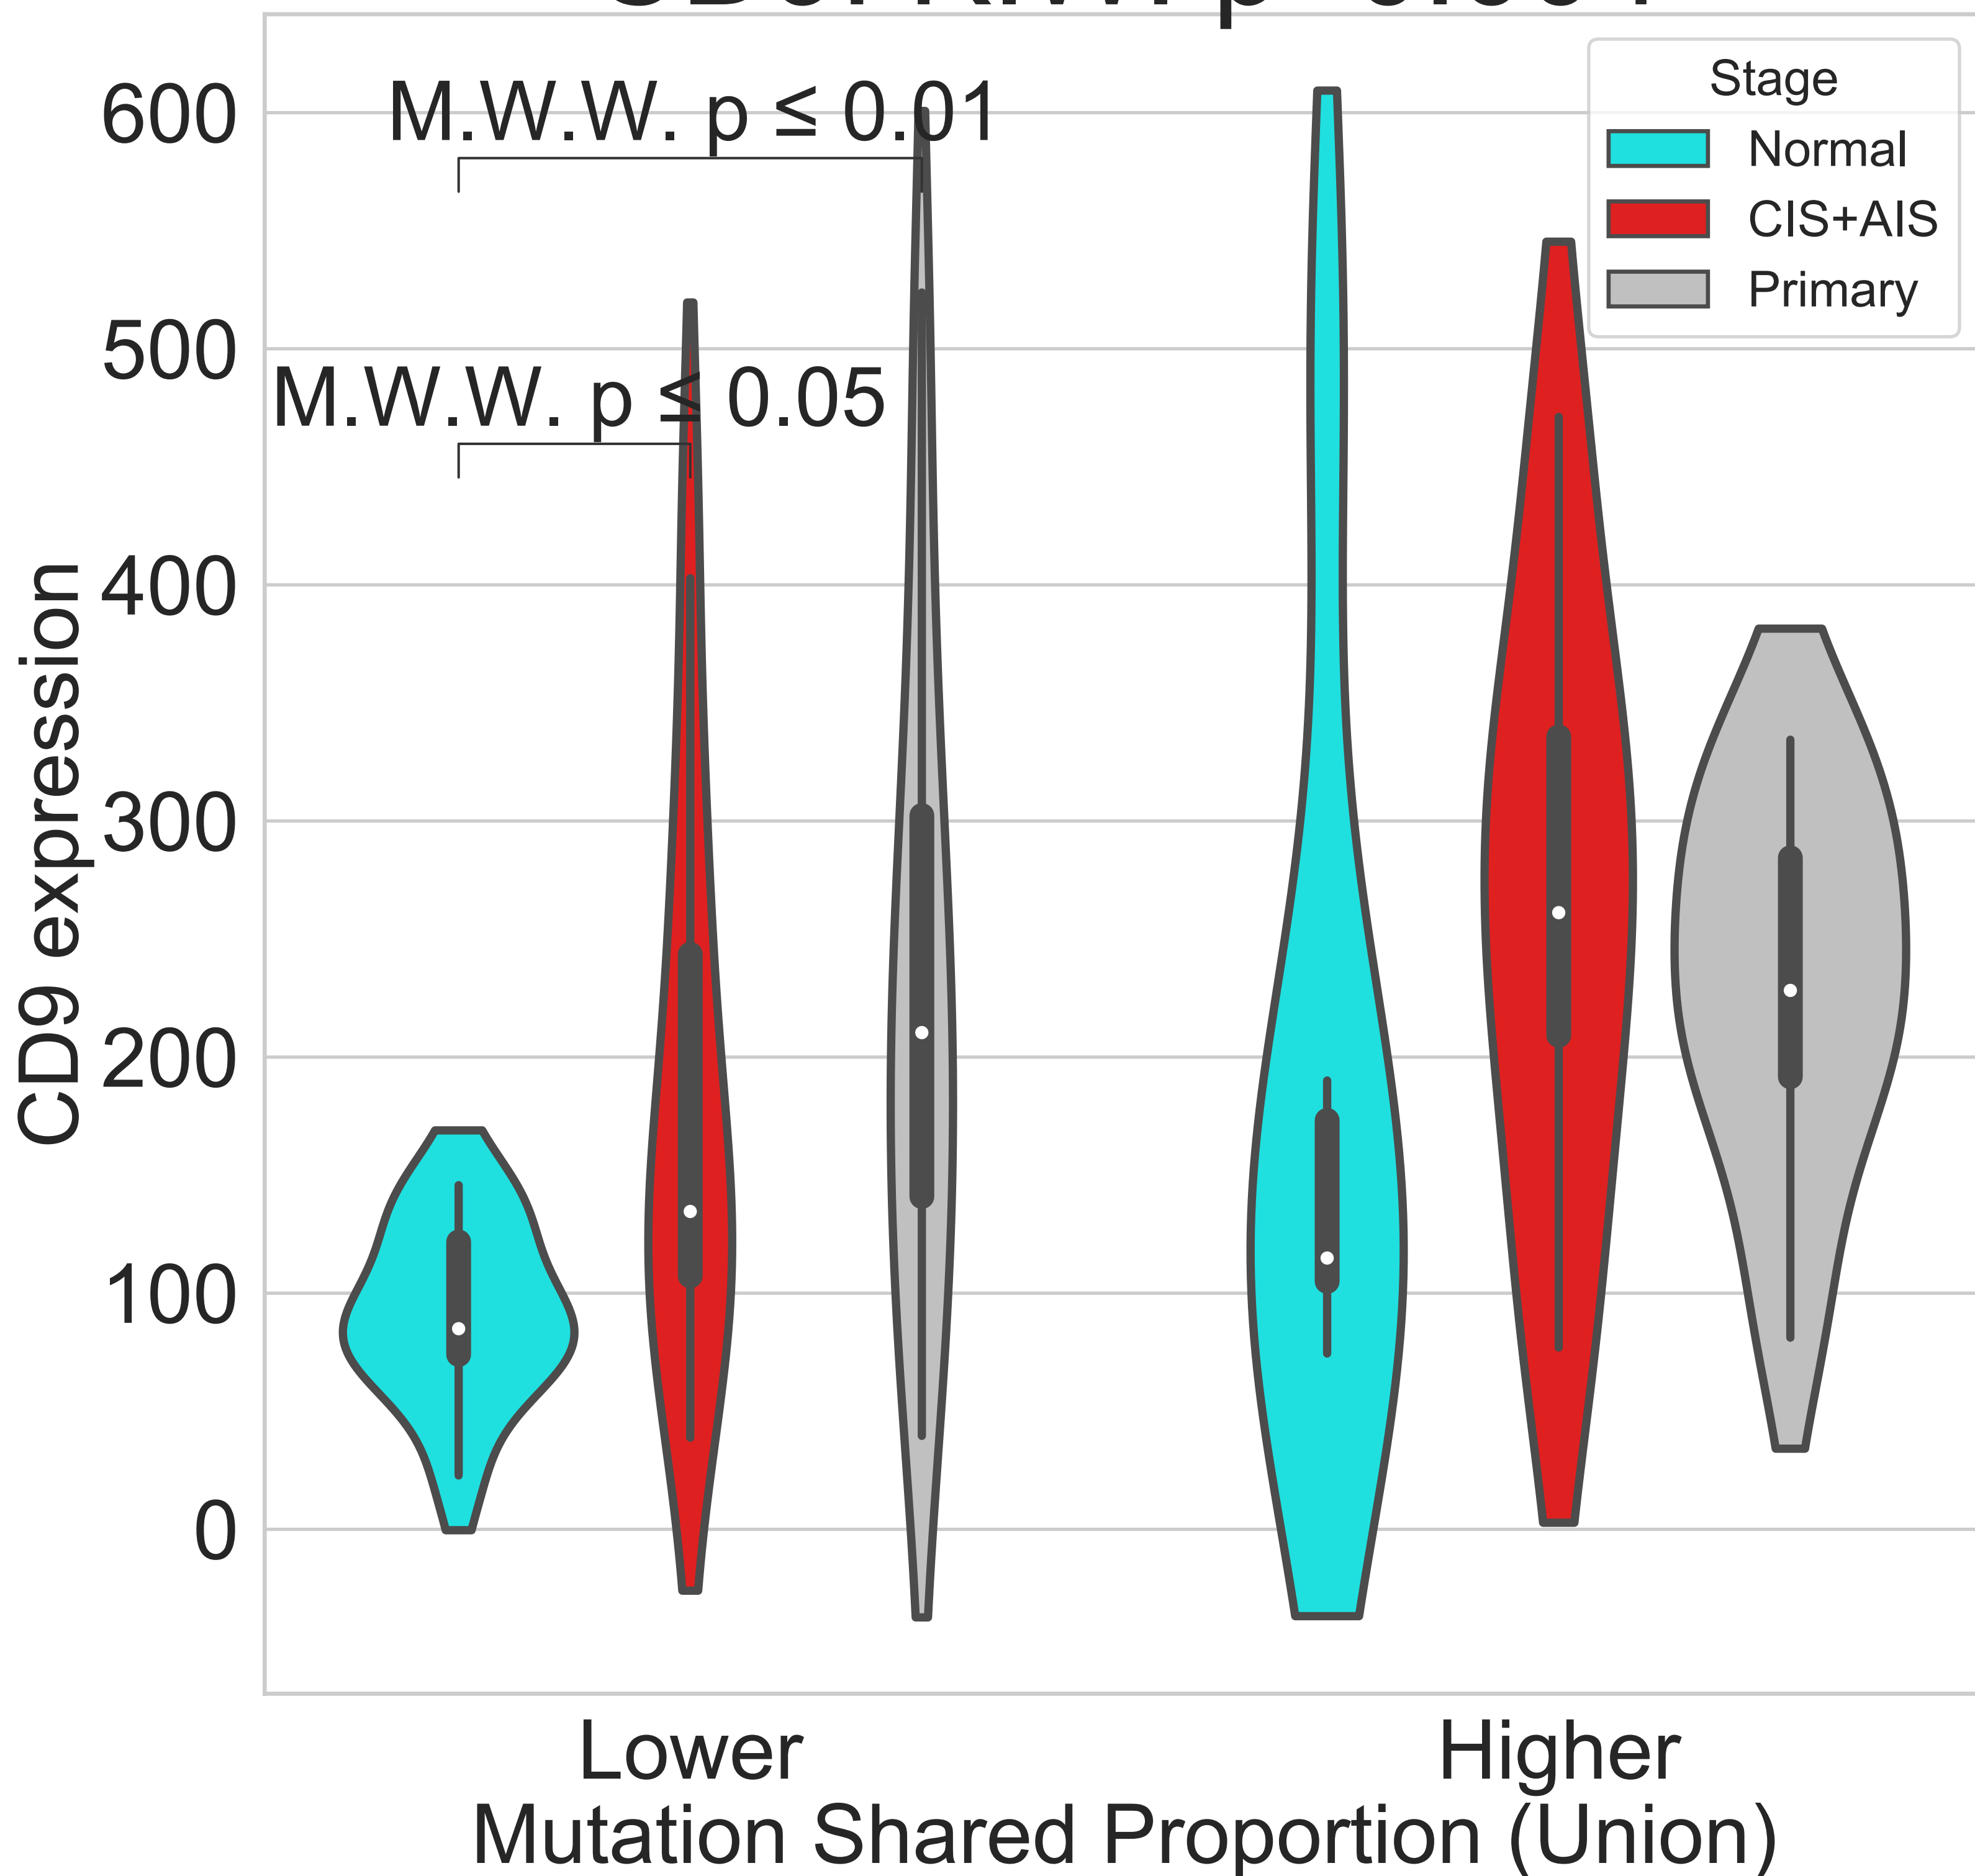 M.W.W. p ≤ 0.01
M.W.W. p ≤ 0.05
Stage
Normal
CIS+AIS
Primary
600
500
400
300
200
100
0
CD9 expression
Lower
Higher
Mutation Shared Proportion (Union)